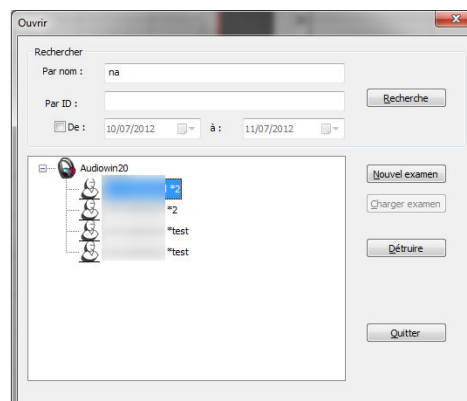 Ouvrir
Rechercher
Par nom : na
Par ID :
Recherche
De : 10/07/2012 à : 11/07/2012
Audiowin20
*2
*2
*test
*test
Nouvel examen
Charger examen
Détruire
Quitter